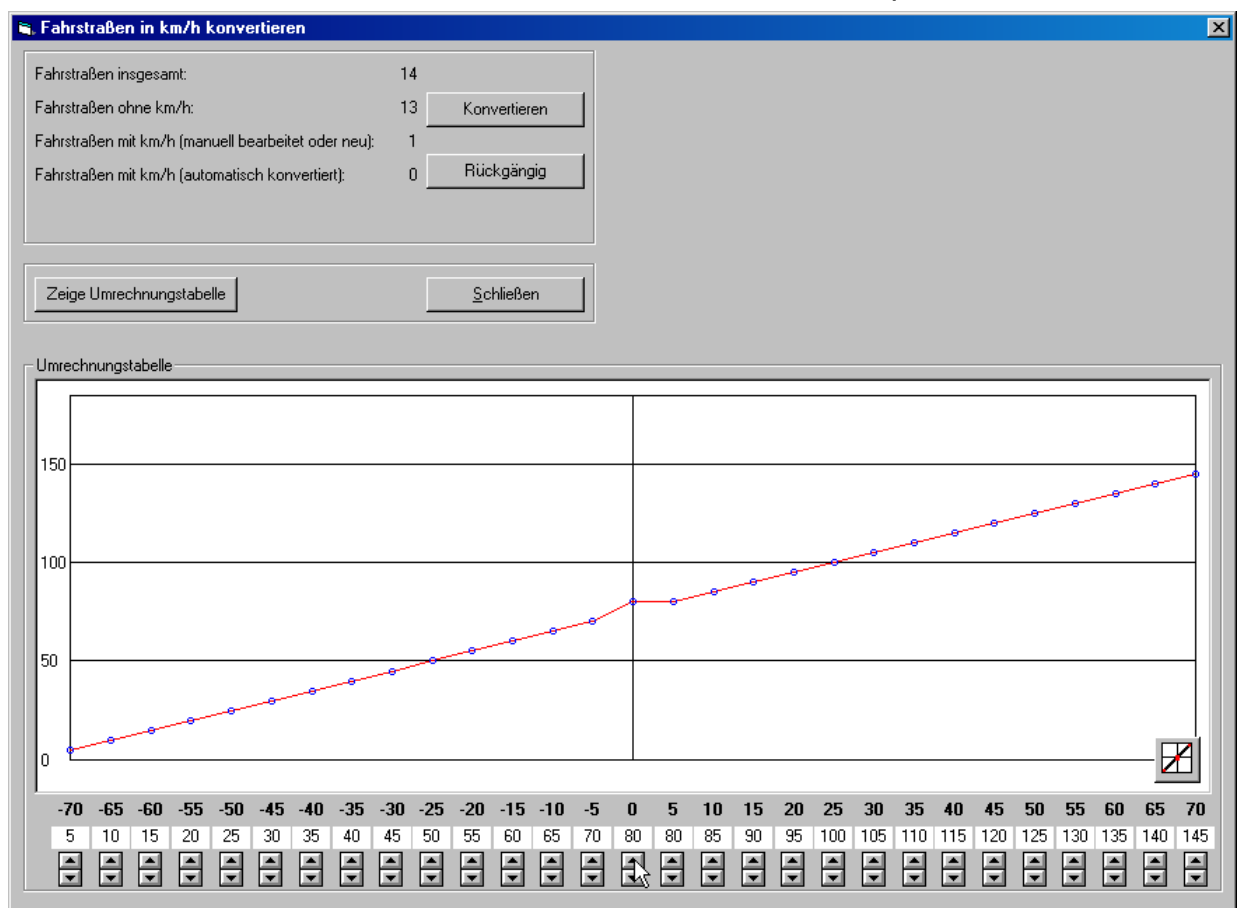 Fahrstraßen in km/h konvertieren
Fahrstraßen insgesamt: 14
Fahrstraßen ohne km/h: 13
Konvertieren
Fahrstraßen mit km/h (manuell bearbeitet oder neu): 1
Fahrstraßen mit km/h (automatisch konvertiert): 0
Rückgängig
Zeige Umrechnungstabelle
Schließen
Umrechnungstabelle
150
100
50
0
-70 -65 -60 -55 -50 -45 -40 -35 -30 -25 -20 -15 -10 -5 0 5 10 15 20 25 30 35 40 45 50 55 60 65 70
5 10 15 20 25 30 35 40 45 50 55 60 65 70 80 80 85 90 95 100 105 110 115 120 125 130 135 140 145